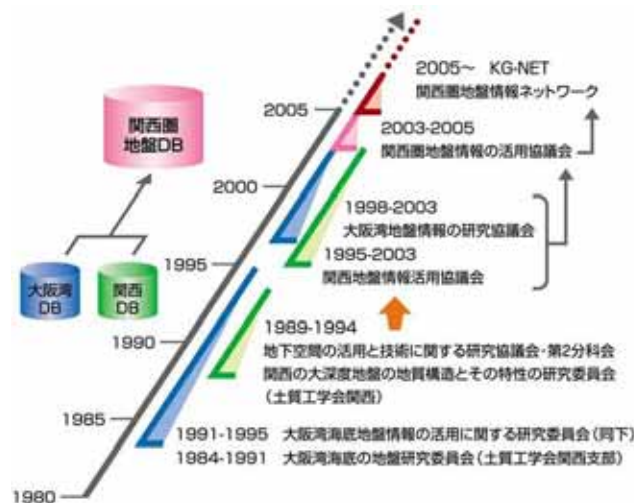 2005～ KG-NET
関西圏地盤情報ネットワーク
2005
関西圏
地盤DB
2003-2005
関西圏地盤情報の活用協議会
2000
1998-2003
大阪湾地盤情報の研究協議会
1995-2003
関西地盤情報活用協議会
1995
大阪湾
DB
関西
DB
1990
1989-1994
地下空間の活用と技術に関する研究協議会・第2分科会
関西の大深度地盤の地質構造とその特性の研究委員会
(土質工学会関西)
1985
1991-1995 大阪湾海底地盤情報の活用に関する研究委員会(同下)
1984-1991 大阪湾海底の地盤研究委員会(土質工学会関西支部)
1980